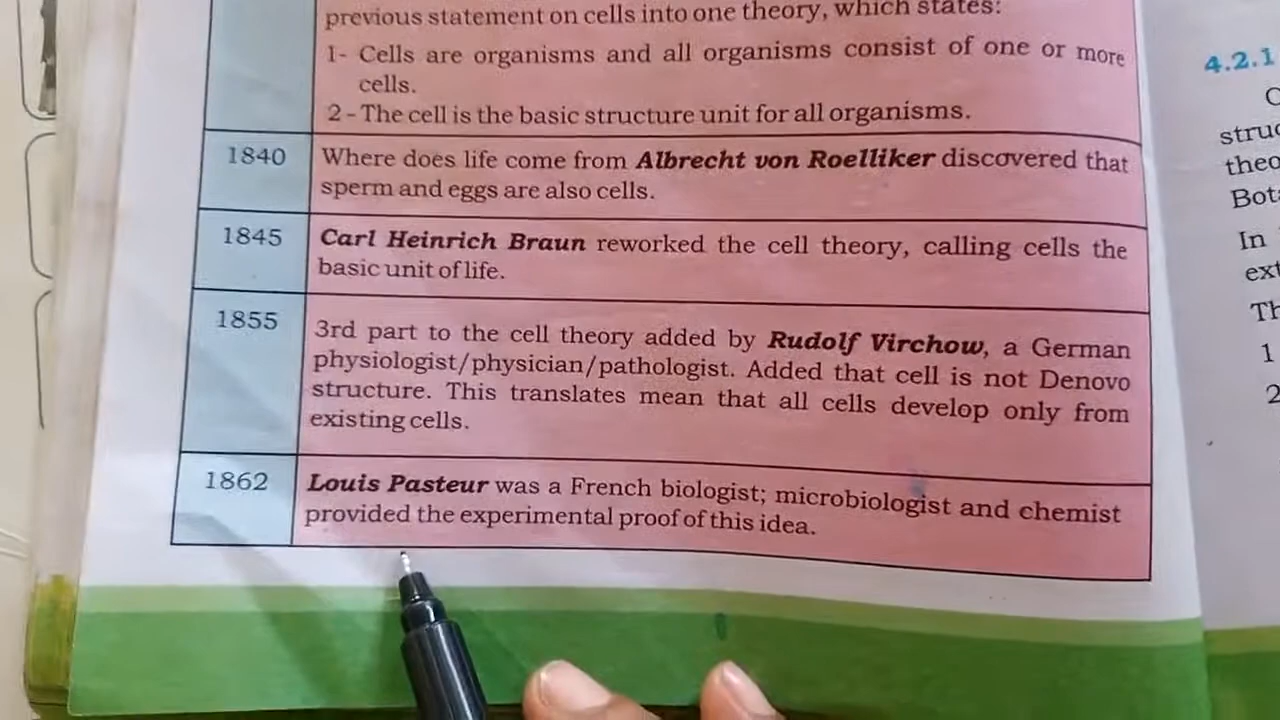 previous statement on cells into one theory, which states:
1- Cells are organisms and all organisms consist of one or more
cells.
2 - The cell is the basic structure unit for all organisms.
1840
Where does life come from Albrecht von Roelliker discovered that
sperm and eggs are also cells.
1845
Carl Heinrich Braun reworked the cell theory, calling cells the
basic unit of life.
1855
3rd part to the cell theory added by Rudolf Virchow, a German
physiologist/physician/pathologist. Added that cell is not Denovo
structure. This translates mean that all cells develop only from
existing cells.
1862
Louis Pasteur was a French biologist; microbiologist and chemist
provided the experimental proof of this idea.
4.2.1
In
1
2